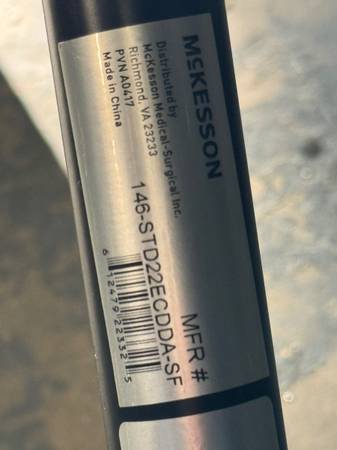 McKESSON
Distributed by
McKesson Medical-Surgical Inc.
Richmond, VA 23233
PVN A0417
Made in China
MFR #
146-STD22ECDDA-SF
6 12479 22332 5